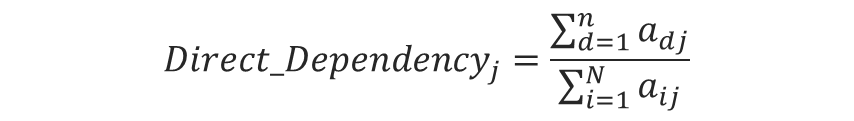 Direct_Dependency_j = \frac{\sum_{d=1}^{n} a_{dj}}{\sum_{i=1}^{N} a_{ij}}